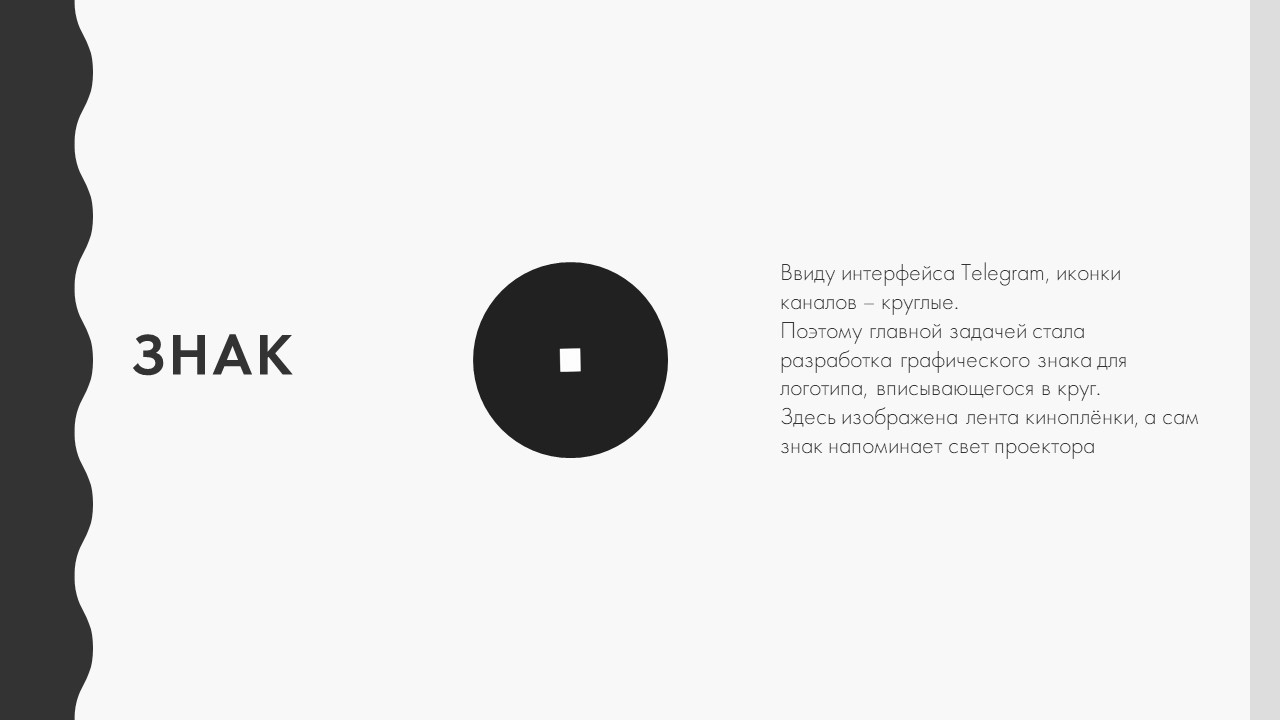 ЗНАК
Ввиду интерфейса Telegram, иконки
каналов – круглые.
Поэтому главной задачей стала
разработка графического знака для
логотипа, вписывающегося в круг.
Здесь изображена лента киноплёнки, а сам
знак напоминает свет проектора